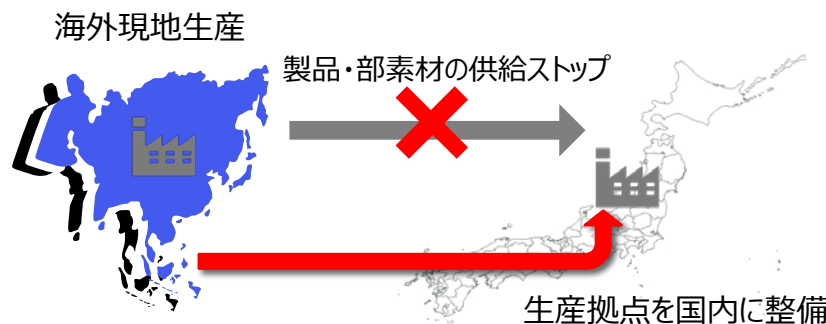 海外現地生産
製品・部素材の供給ストップ
生産拠点を国内に整備